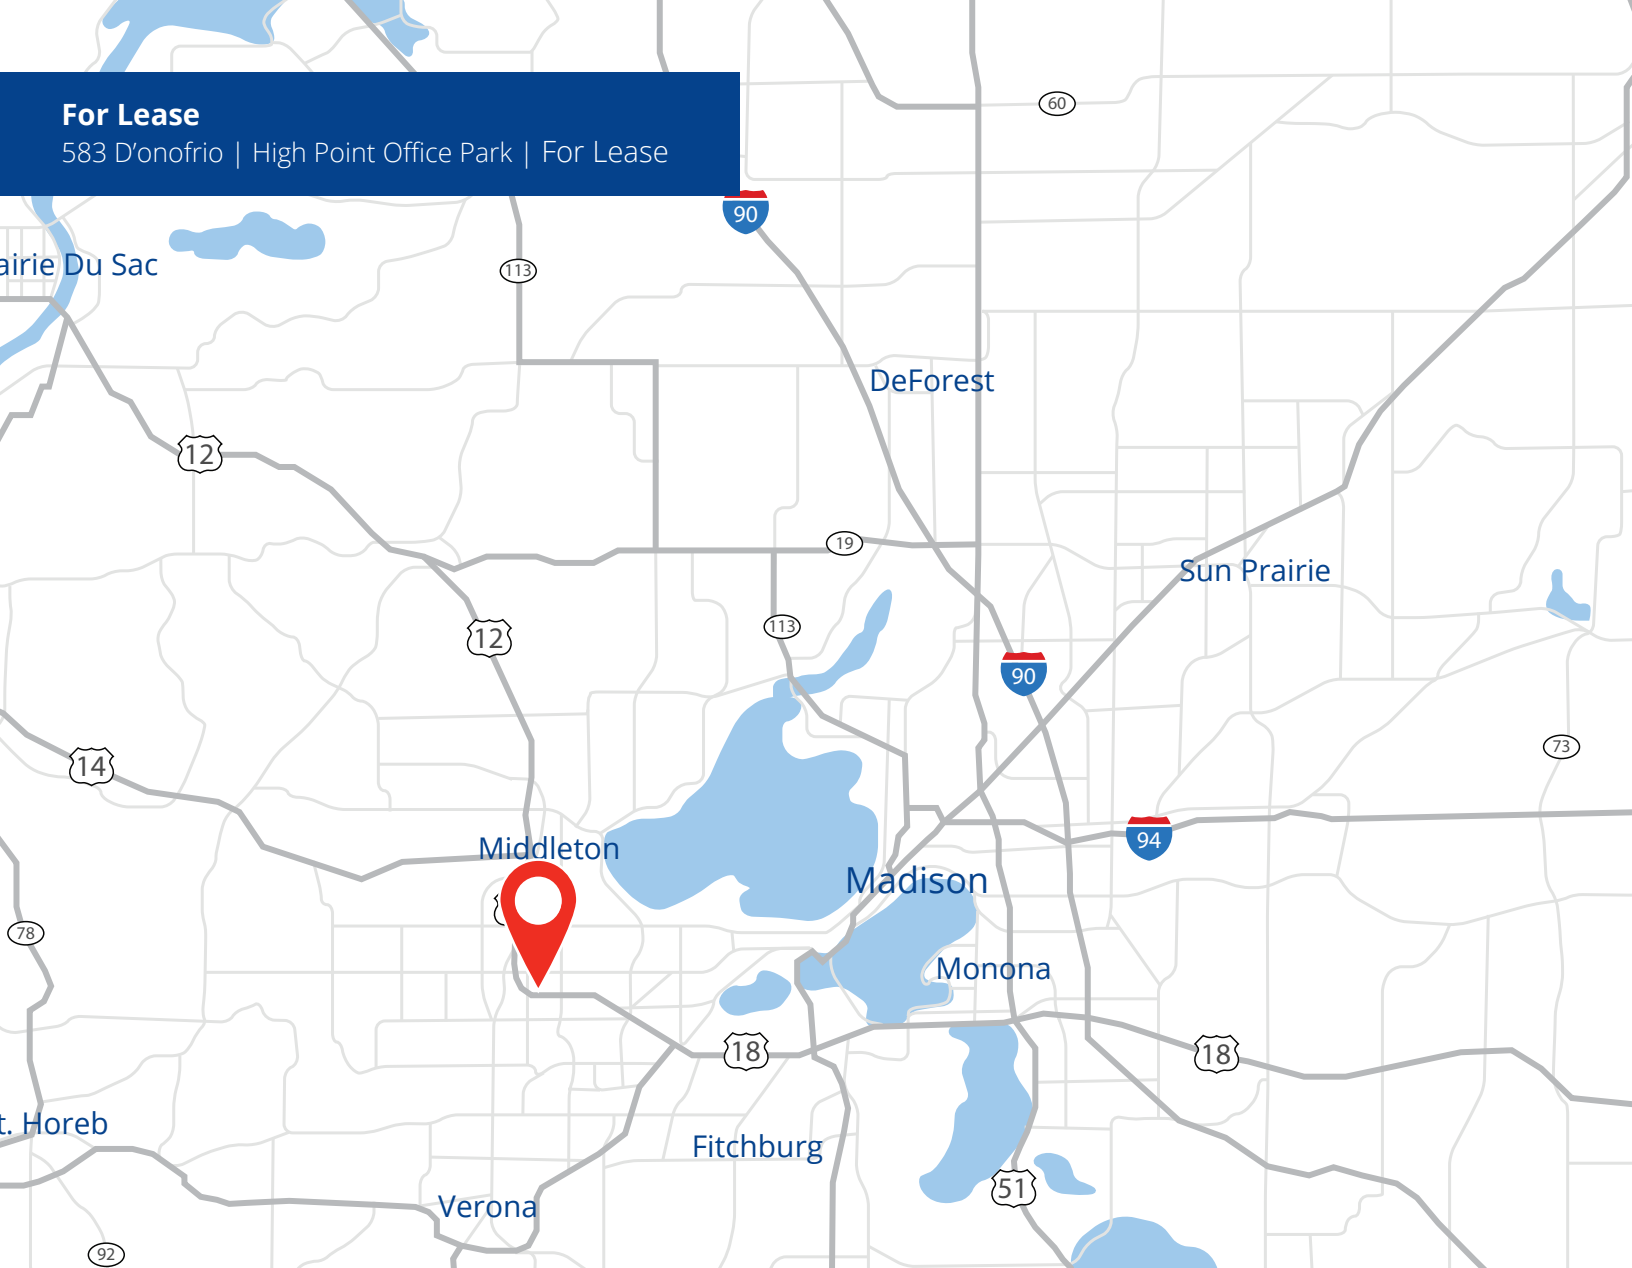 For Lease
583 D’onofrio | High Point Office Park | For Lease
60
90
airie Du Sac
113
DeForest
12
19
Sun Prairie
113
12
90
14
73
94
Middleton
Madison
78
Monona
18
18
t. Horeb
Fitchburg
51
Verona
92